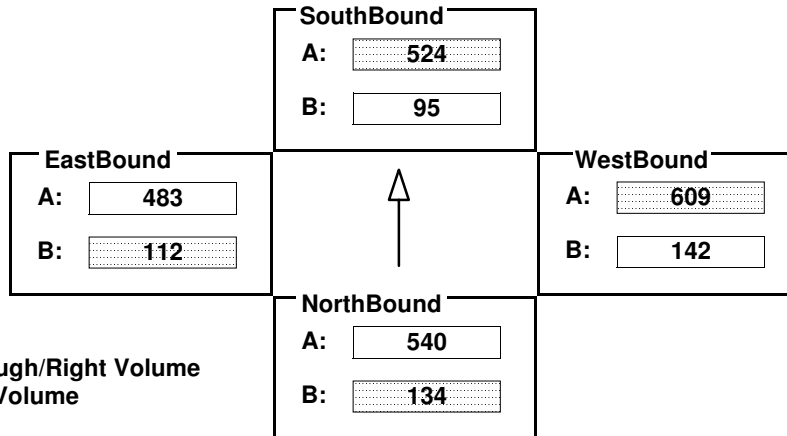 SouthBound
A: 524
B: 95
EastBound
A: 483
B: 112
WestBound
A: 609
B: 142
NorthBound
A: 540
B: 134
ugh/Right Volume
Volume